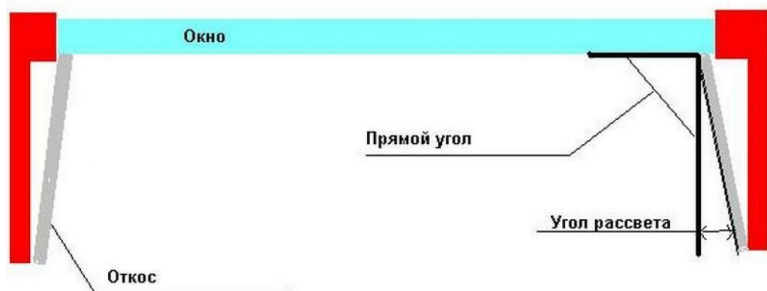 Окно
Прямой угол
Угол рассвета
Откос